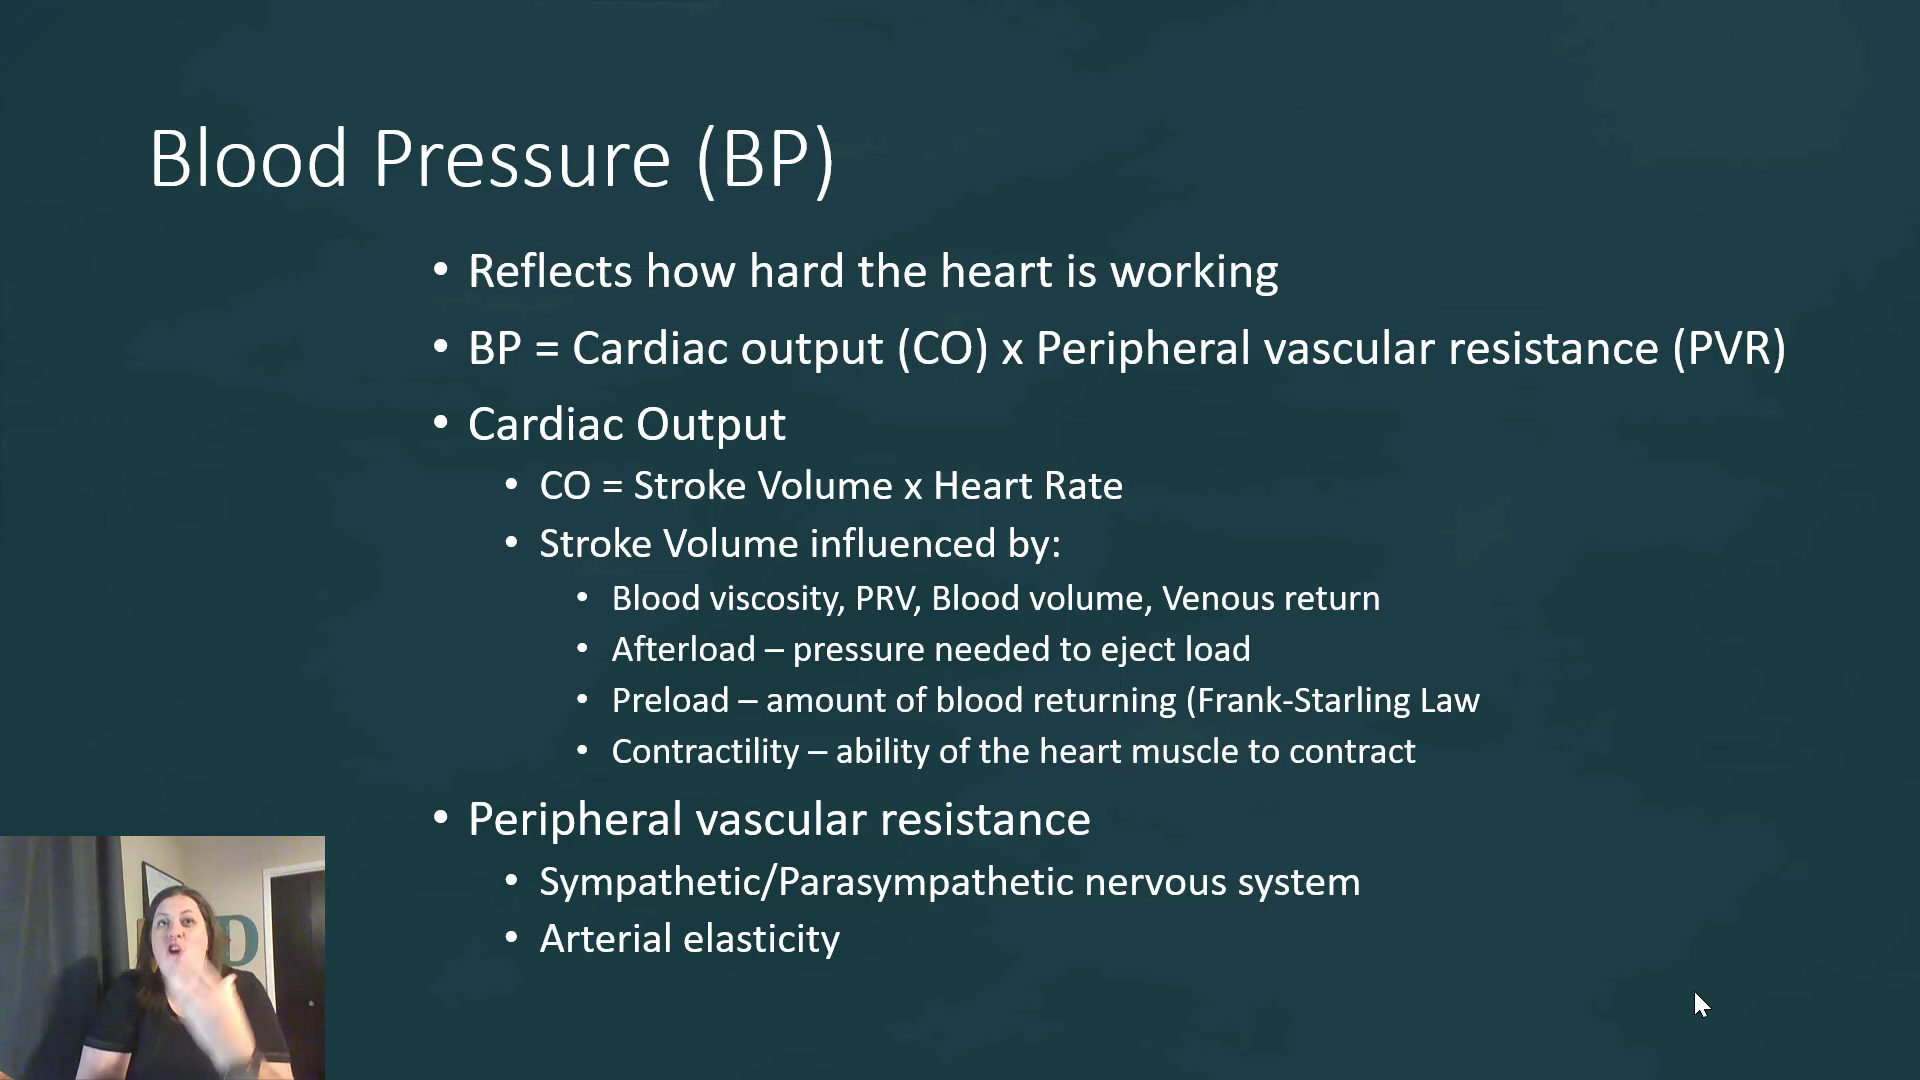 Blood Pressure (BP)
• Reflects how hard the heart is working
• BP = Cardiac output (CO) x Peripheral vascular resistance (PVR)
• Cardiac Output
• CO = Stroke Volume x Heart Rate
• Stroke Volume influenced by:
• Blood viscosity, PRV, Blood volume, Venous return
• Afterload – pressure needed to eject load
• Preload – amount of blood returning (Frank-Starling Law
• Contractility – ability of the heart muscle to contract
• Peripheral vascular resistance
• Sympathetic/Parasympathetic nervous system
• Arterial elasticity
D